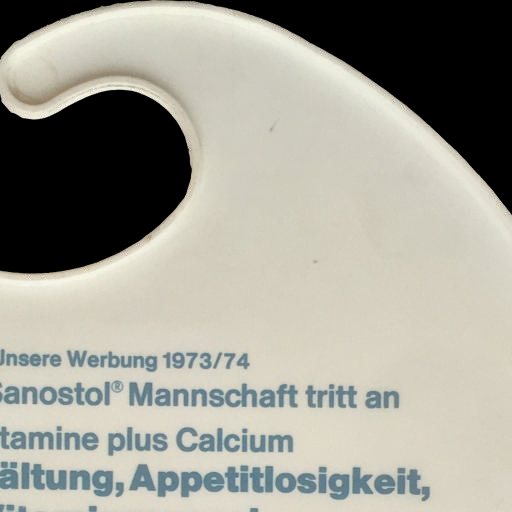 Unsere Werbung 1973/74
Sanostol® Mannschaft tritt an
tamine plus Calcium
ältung, Appetitlosigkeit,